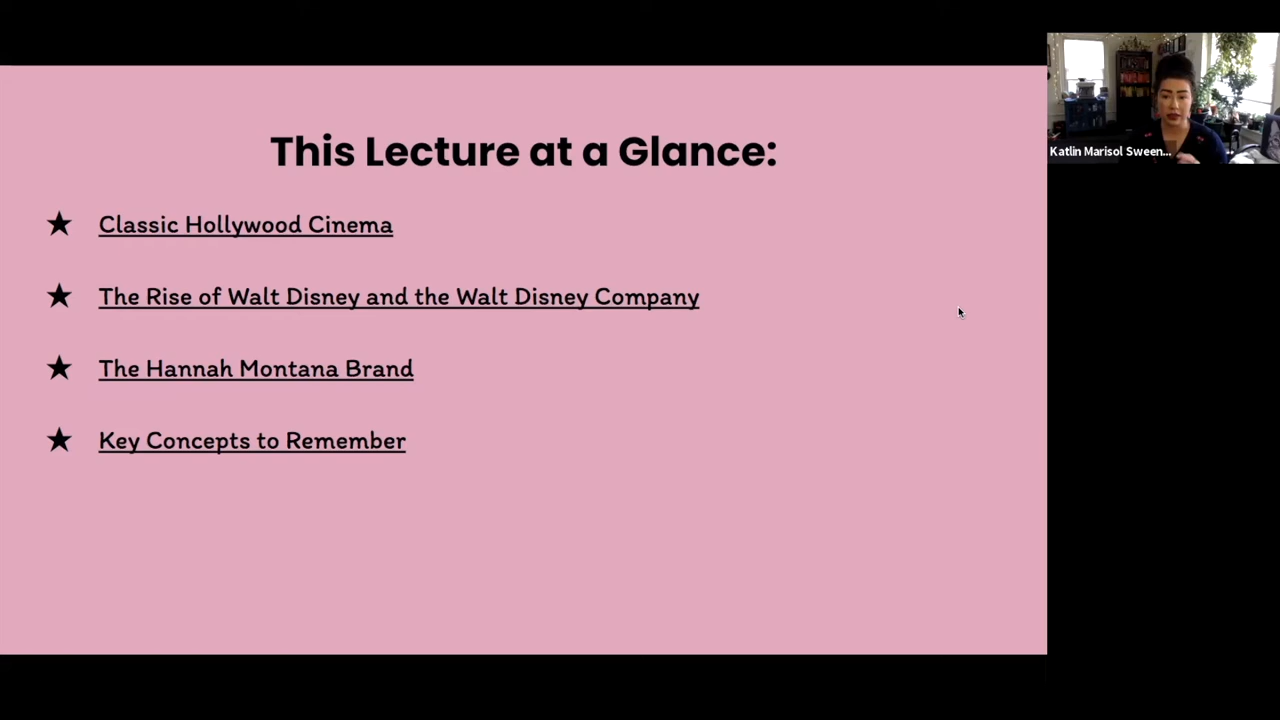 This Lecture at a Glance:
★ Classic Hollywood Cinema
★ The Rise of Walt Disney and the Walt Disney Company
★ The Hannah Montana Brand
★ Key Concepts to Remember
Katlin Marisol Sween...